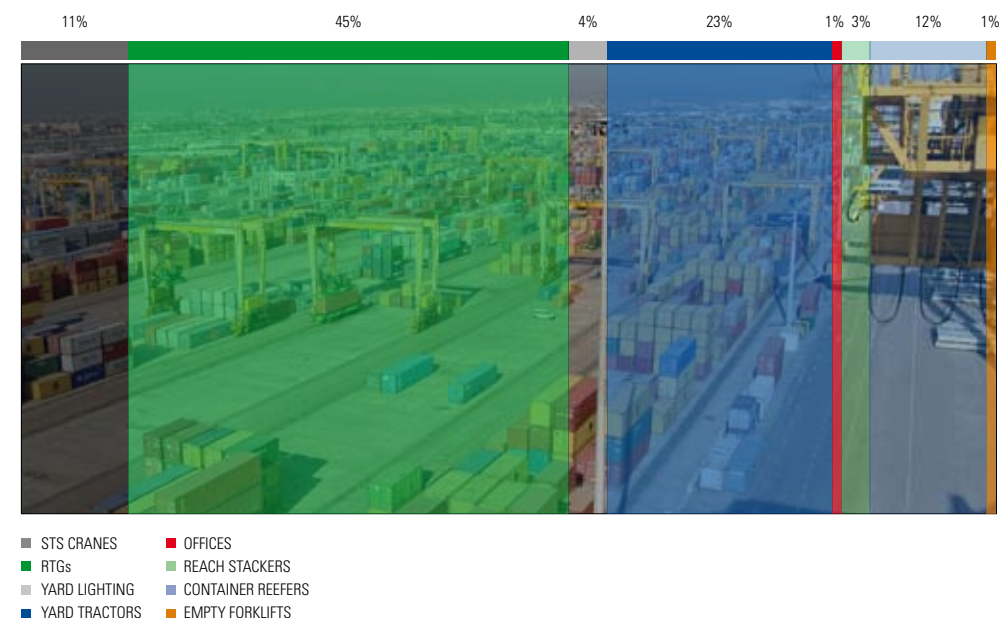 11% 45% 4% 23% 1% 3% 12% 1%
STS CRANES
RTGs
YARD LIGHTING
YARD TRACTORS
OFFICES
REACH STACKERS
CONTAINER REEFERS
EMPTY FORKLIFTS